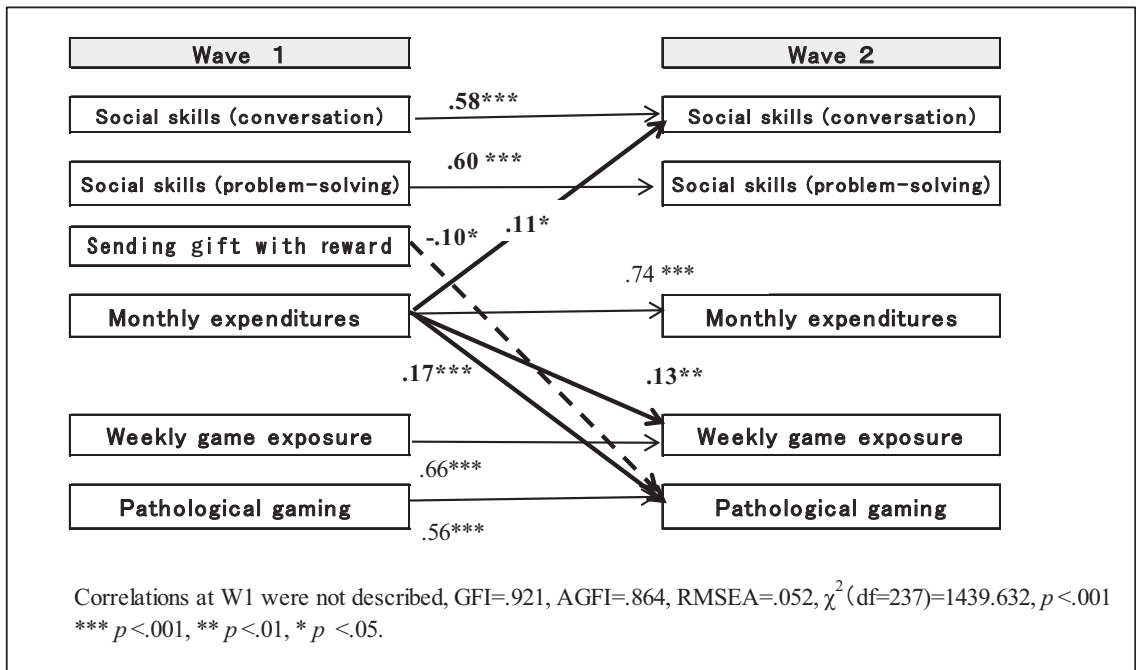 Wave 1
Wave 2
Social skills (conversation)
.58***
Social skills (conversation)
Social skills (problem-solving)
.60 ***
Social skills (problem-solving)
Sending gift with reward
-.10*
.11*
Monthly expenditures
.74 ***
Monthly expenditures
.17***
.13**
Weekly game exposure
Weekly game exposure
.66***
Pathological gaming
Pathological gaming
.56***
Correlations at W1 were not described, GFI=.921, AGFI=.864, RMSEA=.052, χ²(df=237)=1439.632, p<.001
*** p<.001, ** p<.01, * p <.05.